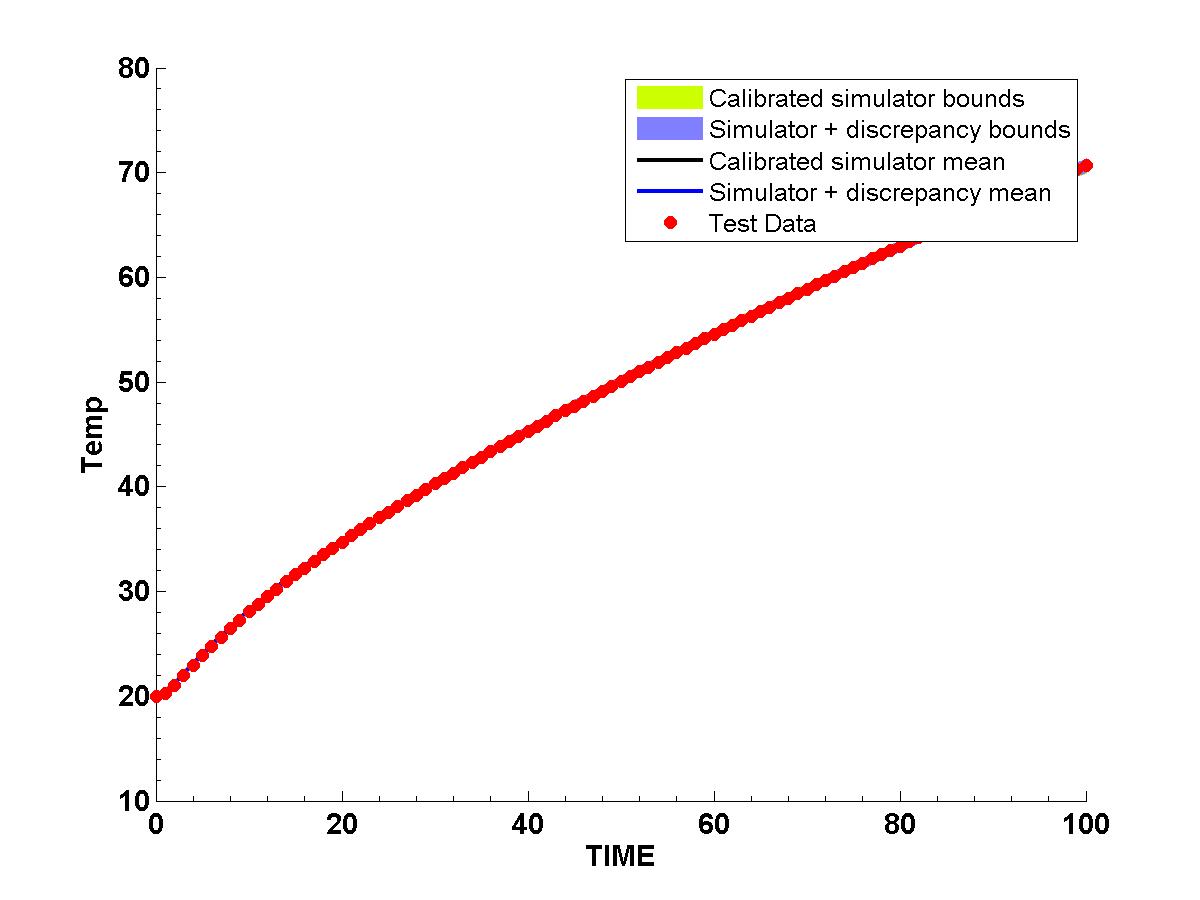 80
70
60
50
40
30
20
10
Temp
0
20
40
60
80
100
TIME
Calibrated simulator bounds
Simulator + discrepancy bounds
Calibrated simulator mean
Simulator + discrepancy mean
Test Data